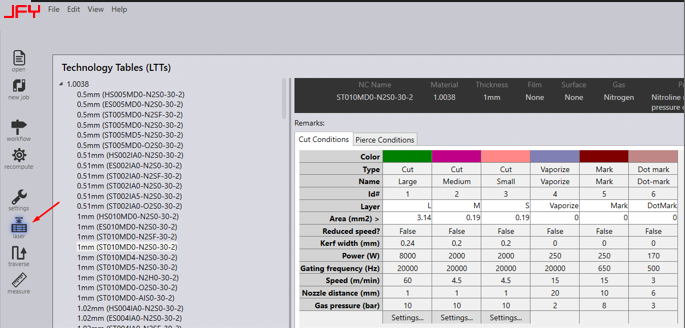 JFY File Edit View Help
open
new job
workflow
recompute
settings
laser
traverse
measure
Technology Tables (LTTs)
1.0038
0.5mm (HS005MD0-N2S0-30-2)
0.5mm (ES005MD0-N2S0-30-2)
0.5mm (ST005MD0-N2SF-30-2)
0.5mm (ST005MD0-N2S0-30-2)
0.5mm (ST005MD5-N2S0-30-2)
0.5mm (ST005MD0-O2S0-30-2)
0.51mm (HS002IA0-N2S0-30-2)
0.51mm (ES002IA0-N2S0-30-2)
0.51mm (ST002IA0-N2SF-30-2)
0.51mm (ST002IA0-N2S0-30-2)
0.51mm (ST002IA5-N2S0-30-2)
0.51mm (ST002IA0-O2S0-30-2)
1mm (HS010MD0-N2S0-30-2)
1mm (ES010MD0-N2S0-30-2)
1mm (ST010MD0-N2SF-30-2)
1mm (ST010MD0-N2S0-30-2)
1mm (ST010MD4-N2S0-30-2)
1mm (ST010MD5-N2S0-30-2)
1mm (ST010MD0-N2H0-30-2)
1mm (ST010MD0-O2S0-30-2)
1mm (ST010MD0-AIS0-30-2)
1.02mm (HS004IA0-N2S0-30-2)
1.02mm (ES004IA0-N2S0-30-2)
NC Name Material Thickness Film Surface Gas
ST010MD0-N2S0-30-2 1.0038 1mm None None Nitrogen Nitroline
pressure
Remarks:
Cut Conditions Pierce Conditions
Color
Type Cut Cut Cut Vaporize Mark Dot mark
Name Large Medium Small Vaporize Mark Dot-mark
Id# 1 2 3 4 5 6
Layer L M S Vaporize Mark DotMark
Area (mm2) > 3.14 0.19 0.19 0 0 0
Reduced speed? False False False False False False
Kerf width (mm) 0.24 0.2 0.2 0 0 0
Power (W) 8000 2000 2000 250 250 170
Gating frequency (Hz) 20000 20000 20000 20000 650 500
Speed (m/min) 60 4.5 4.5 15 15 3
Nozzle distance (mm) 1 1 1 20 10 6
Gas pressure (bar) 10 10 10 2 8 3
Settings... Settings... Settings...